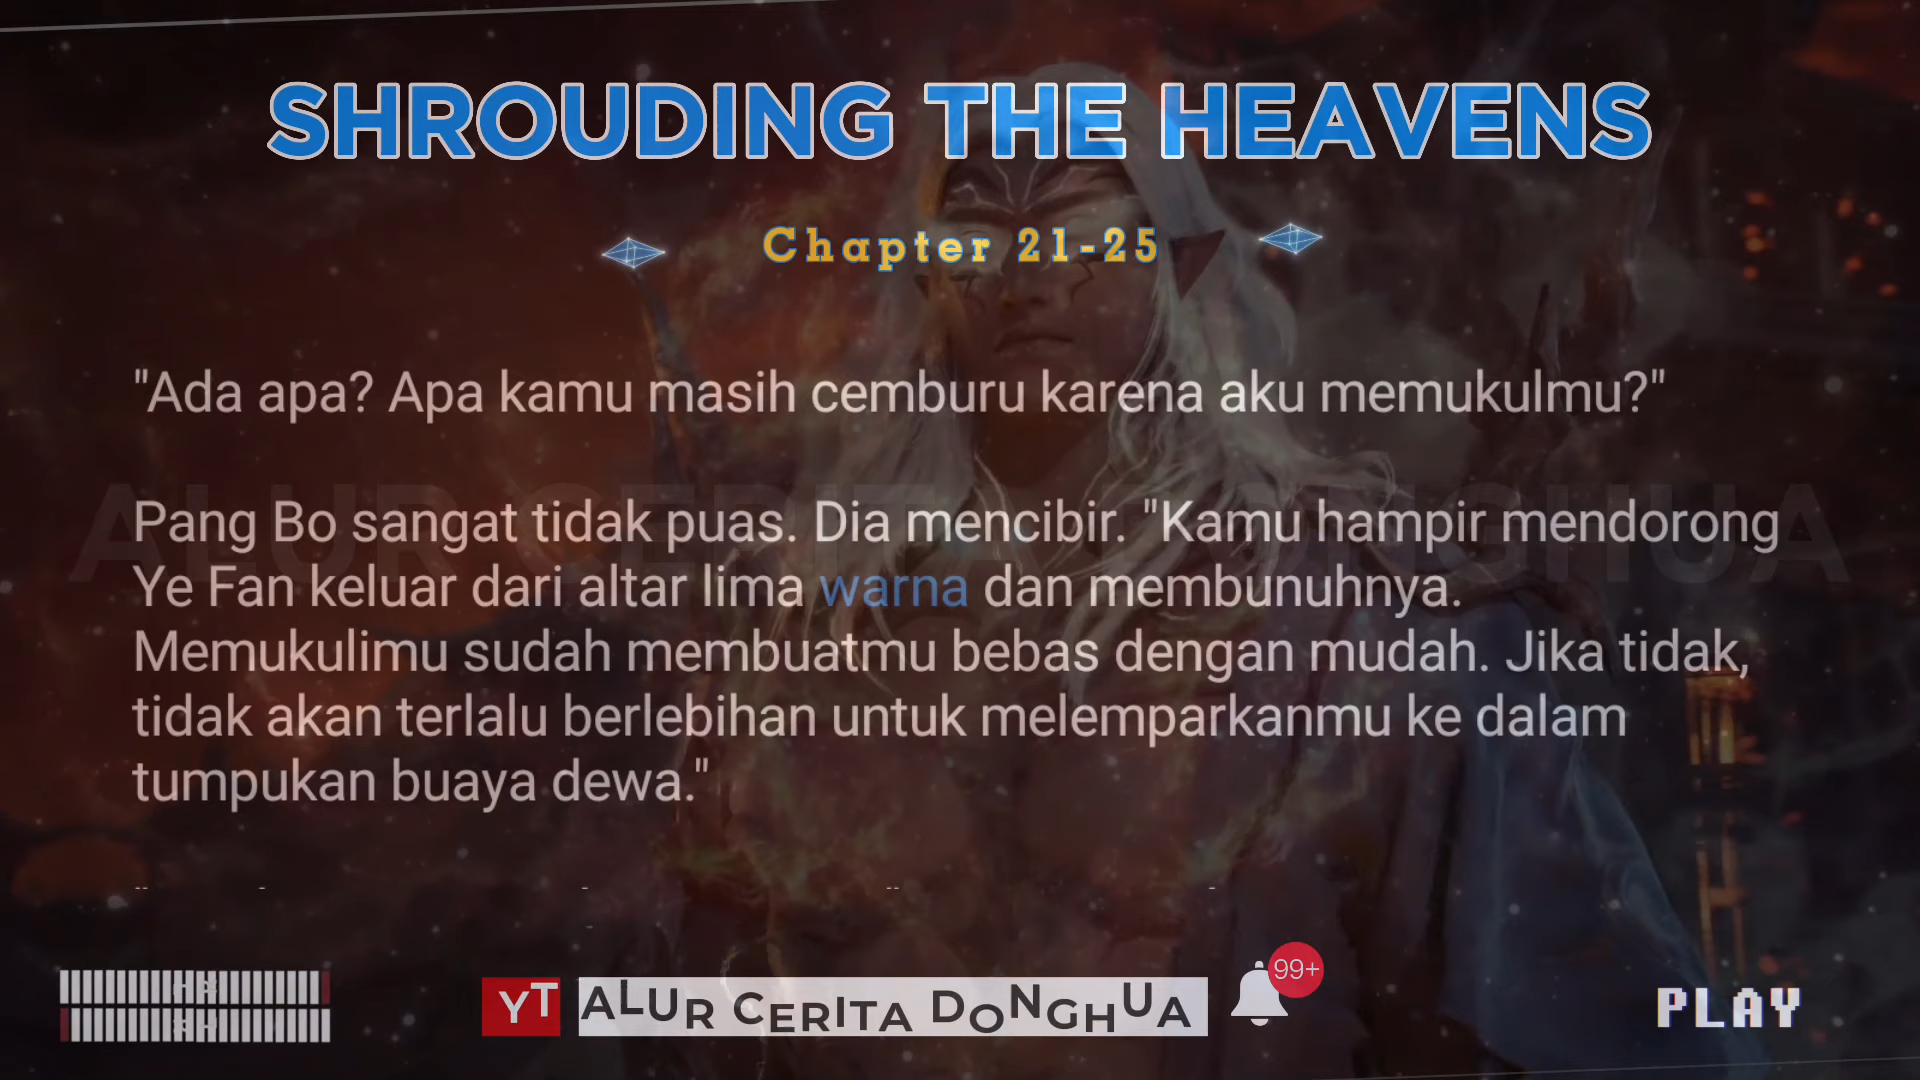 SHROUDING THE HEAVENS
Chapter 21-25
"Ada apa? Apa kamu masih cemburu karena aku memukulmu?"
Pang Bo sangat tidak puas. Dia mencibir. "Kamu hampir mendorong
Ye Fan keluar dari altar lima warna dan membunuhnya.
Memukulimu sudah membuatmu bebas dengan mudah. Jika tidak,
tidak akan terlalu berlebihan untuk melemparkanmu ke dalam
tumpukan buaya dewa."
ALUR CERITA DONGHUA
YT ALUR CERITA DONGHUA
99+
PLAY